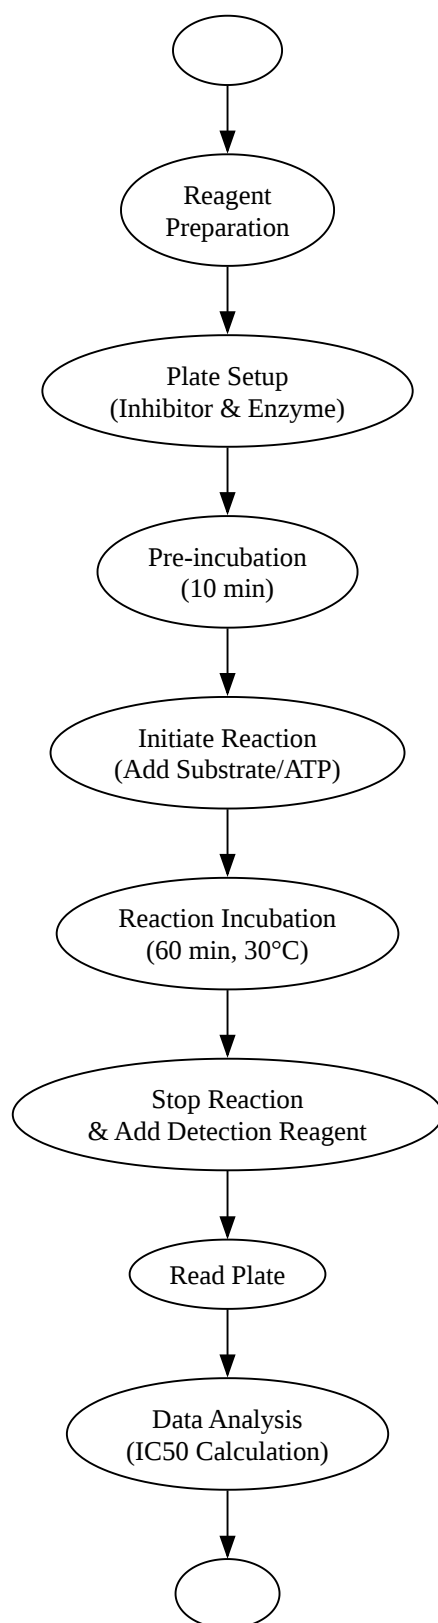 Reagent
Preparation
Plate Setup
(Inhibitor & Enzyme)
Pre-incubation
(10 min)
Initiate Reaction
(Add Substrate/ATP)
Reaction Incubation
(60 min, 30°C)
Stop Reaction
& Add Detection Reagent
Read Plate
Data Analysis
(IC50 Calculation)